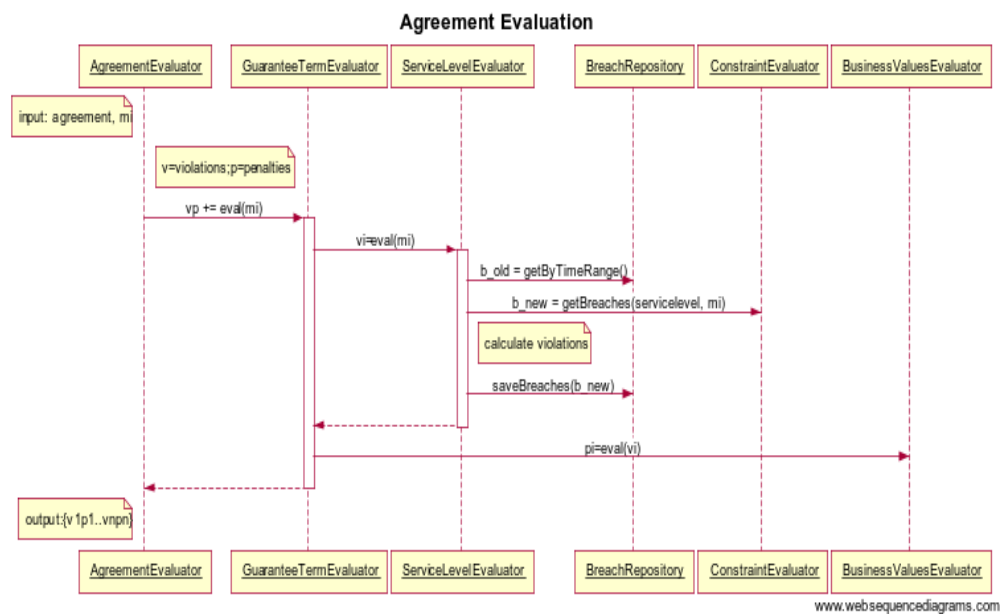 Agreement Evaluation
AgreementEvaluator
GuaranteeTermEvaluator
ServiceLevelEvaluator
BreachRepository
ConstraintEvaluator
BusinessValuesEvaluator
input: agreement, mi
v=violations;p=penalties
vp += eval(mi)
vi=eval(mi)
b_old = getByTimeRange()
b_new = getBreaches(servicelevel, mi)
calculate violations
saveBreaches(b_new)
pi=eval(vi)
output:{v1p1..vnpn}
AgreementEvaluator
GuaranteeTermEvaluator
ServiceLevelEvaluator
BreachRepository
ConstraintEvaluator
BusinessValuesEvaluator
www.websequencediagrams.com